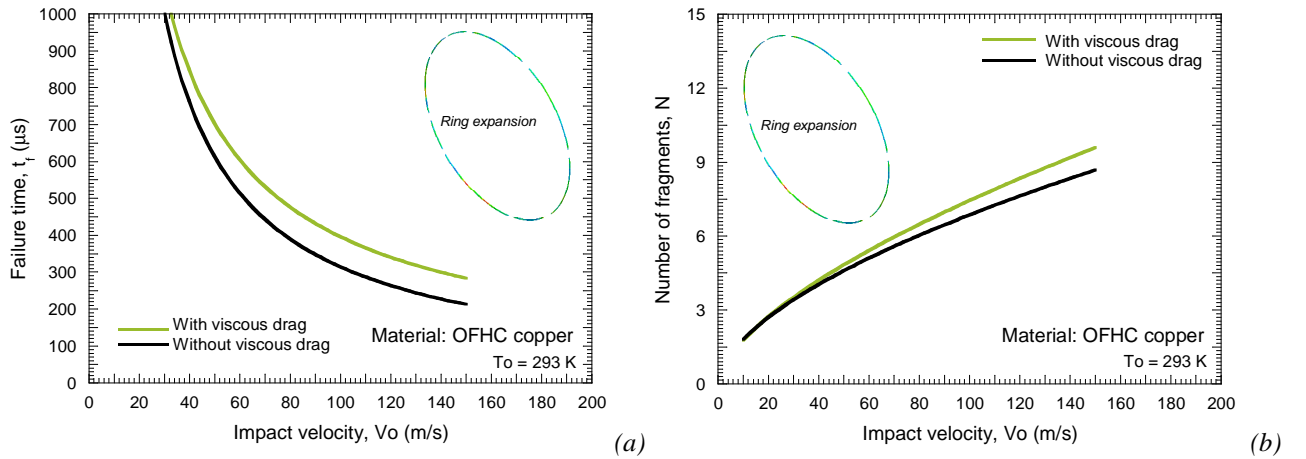 1000
900
800
700
600
500
400
300
200
100
0
Failure time, t_f (µs)
Ring expansion
With viscous drag
Without viscous drag
Material: OFHC copper
To = 293 K
0 20 40 60 80 100 120 140 160 180 200
Impact velocity, Vo (m/s)
(a)
15
12
9
6
3
0
Number of fragments, N
With viscous drag
Without viscous drag
Ring expansion
Material: OFHC copper
To = 293 K
0 20 40 60 80 100 120 140 160 180 200
Impact velocity, Vo (m/s)
(b)